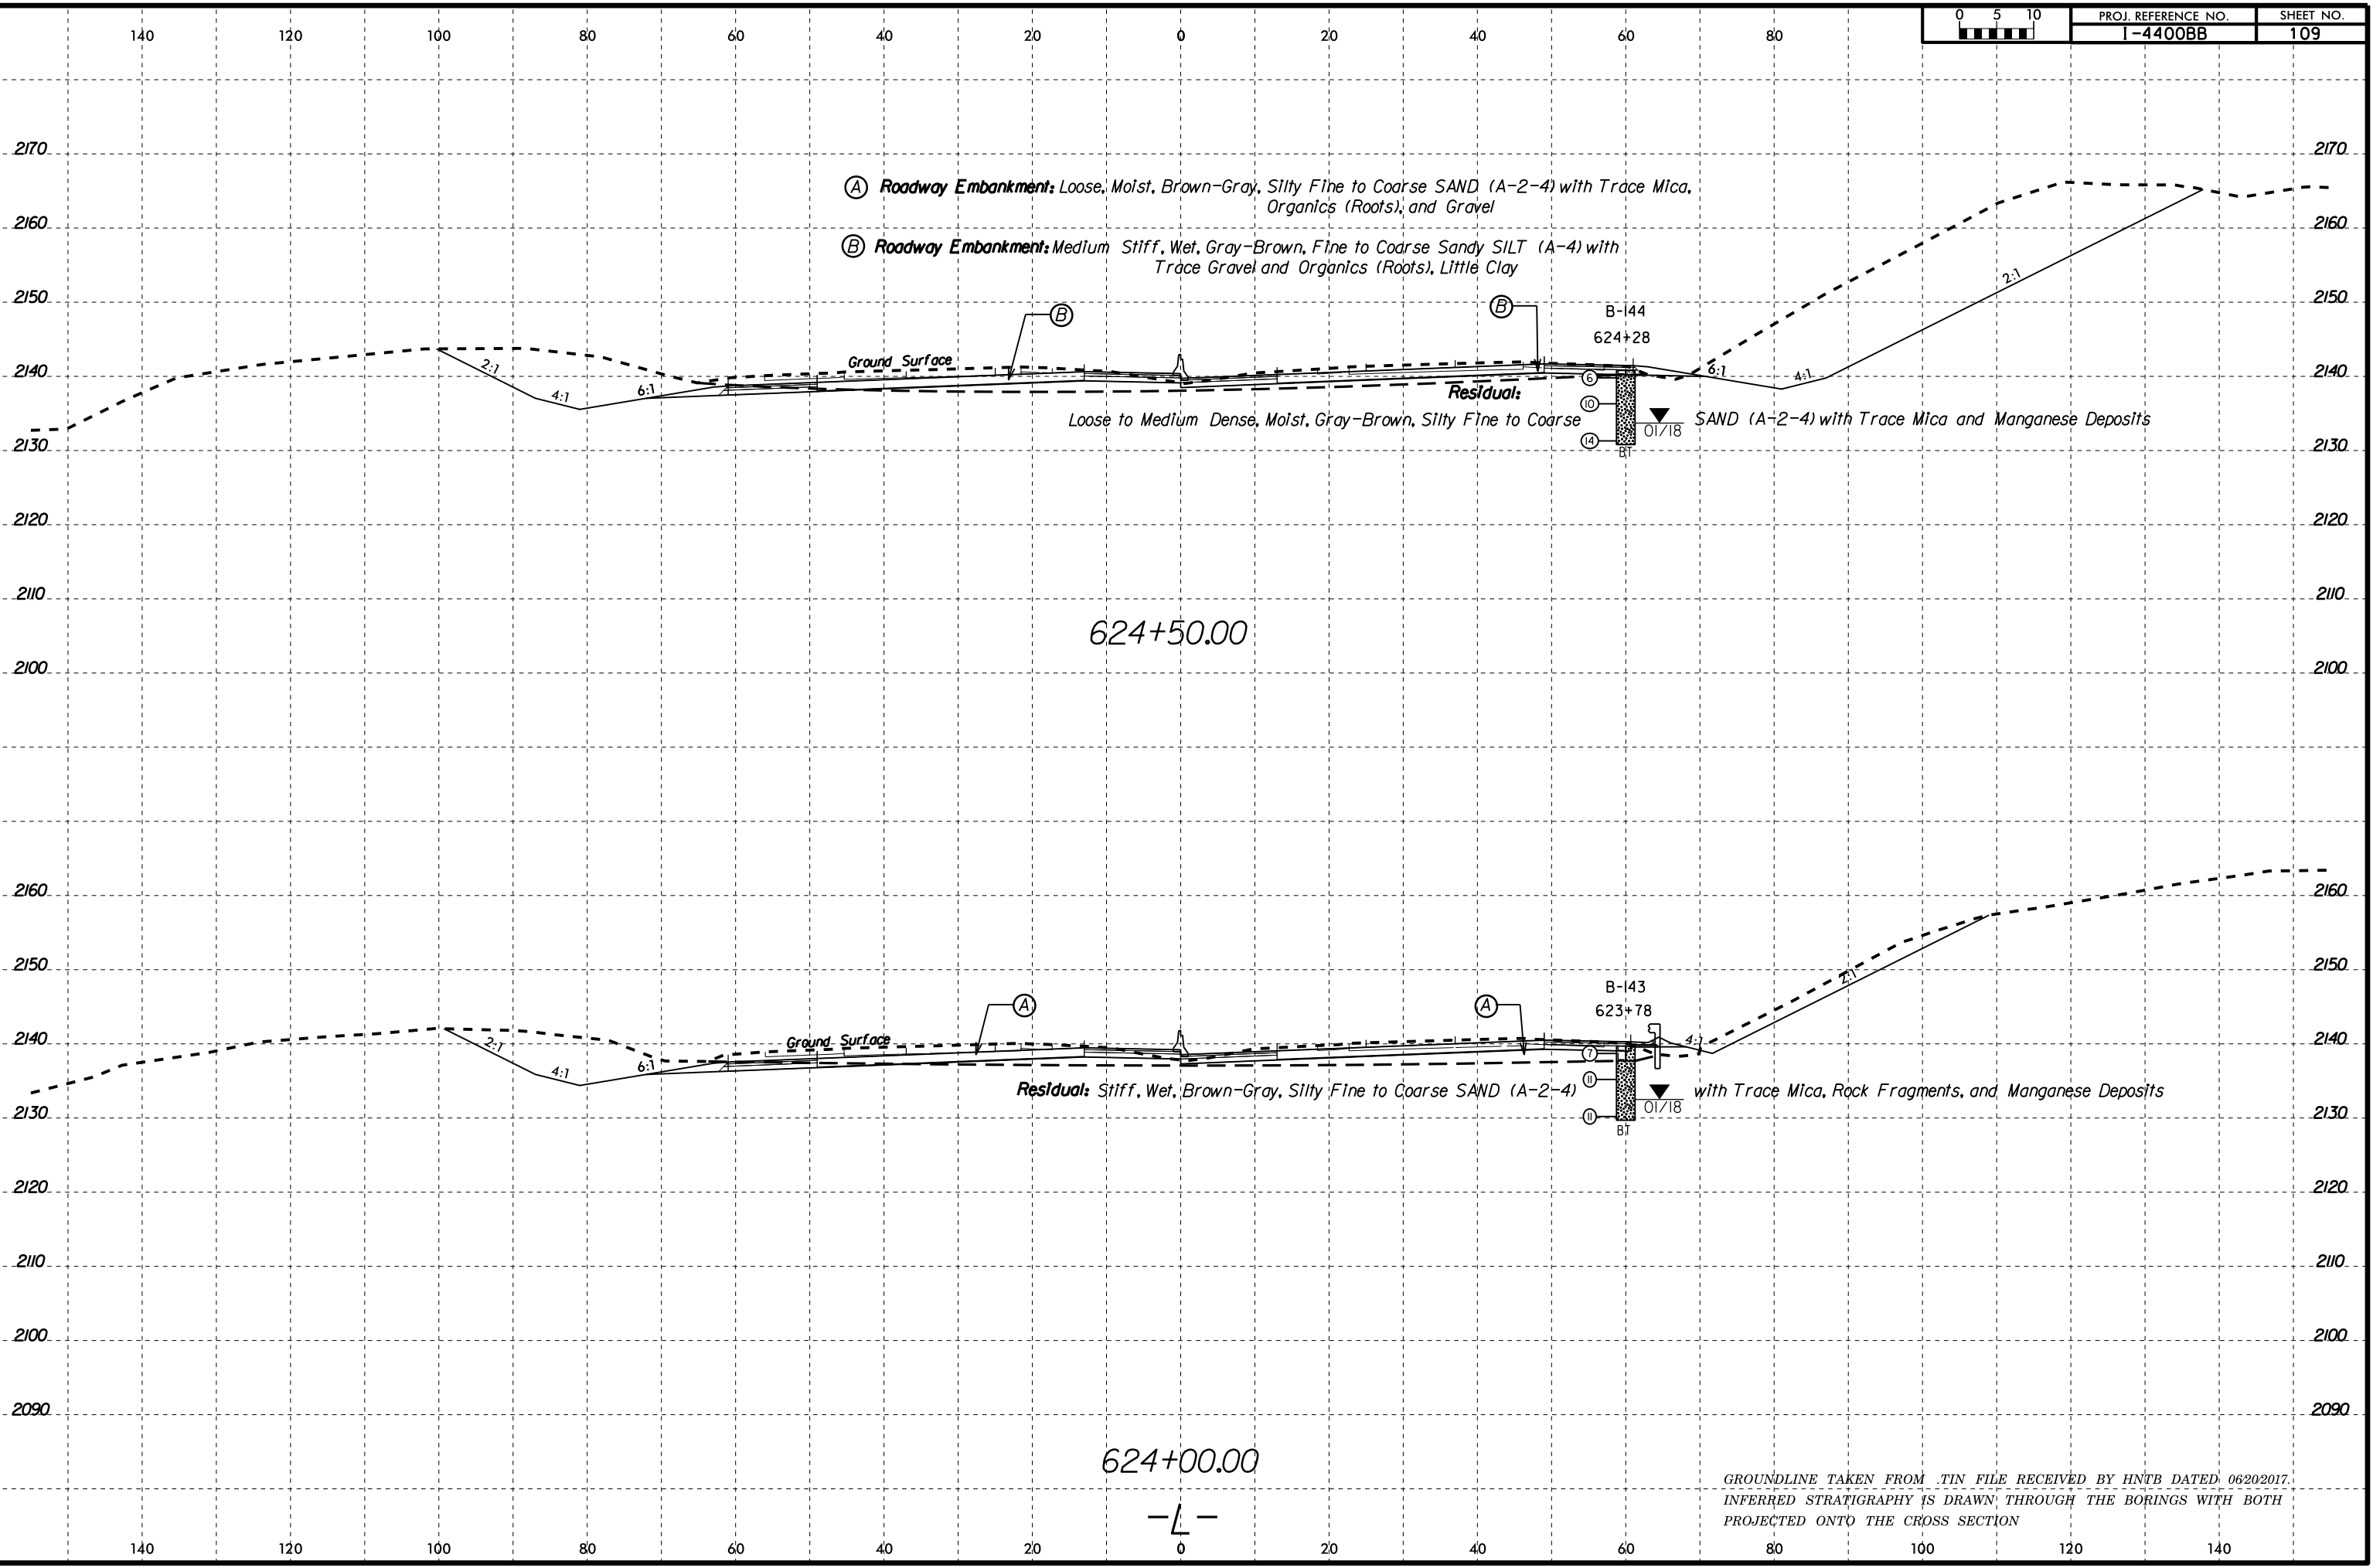 0 5 10
PROJ. REFERENCE NO.
SHEET NO.
I-4400BB
109
140 120 100 80 60 40 20 0 20 40 60 80
2170 2170
(A) Roadway Embankment: Loose, Moist, Brown-Gray, Silty Fine to Coarse SAND (A-2-4) with Trace Mica,
Organics (Roots), and Gravel
2160 2160
(B) Roadway Embankment: Medium Stiff, Wet, Gray-Brown, Fine to Coarse Sandy SILT (A-4) with
Trace Gravel and Organics (Roots), Little Clay
2:1
2150 2150
B B
B-144
624+28
Ground Surface
2:1
2140 2140
6:1
4:1
6
4:1
6:1
Residual:
10
Loose to Medium Dense, Moist, Gray-Brown, Silty Fine to Coarse SAND (A-2-4) with Trace Mica and Manganese Deposits
01/18
14
2130 2130
BT
2120 2120
2110 2110
624+50.00
2100 2100
2160 2160
2150 2150
2:1
B-143
A A
623+78
2140 2140
Ground Surface
4:1
2:1
7
6:1
4:1
11
Residual: Stiff, Wet, Brown-Gray, Silty Fine to Coarse SAND (A-2-4) with Trace Mica, Rock Fragments, and Manganese Deposits
01/18
11
2130 2130
BT
2120 2120
2110 2110
2100 2100
2090 2090
624+00.00
GROUNDLINE TAKEN FROM .TIN FILE RECEIVED BY HNTB DATED 06/20/2017.
INFERRED STRATIGRAPHY IS DRAWN THROUGH THE BORINGS WITH BOTH
-L-
PROJECTED ONTO THE CROSS SECTION
140 120 100 80 60 40 20 0 20 40 60 80 100 120 140